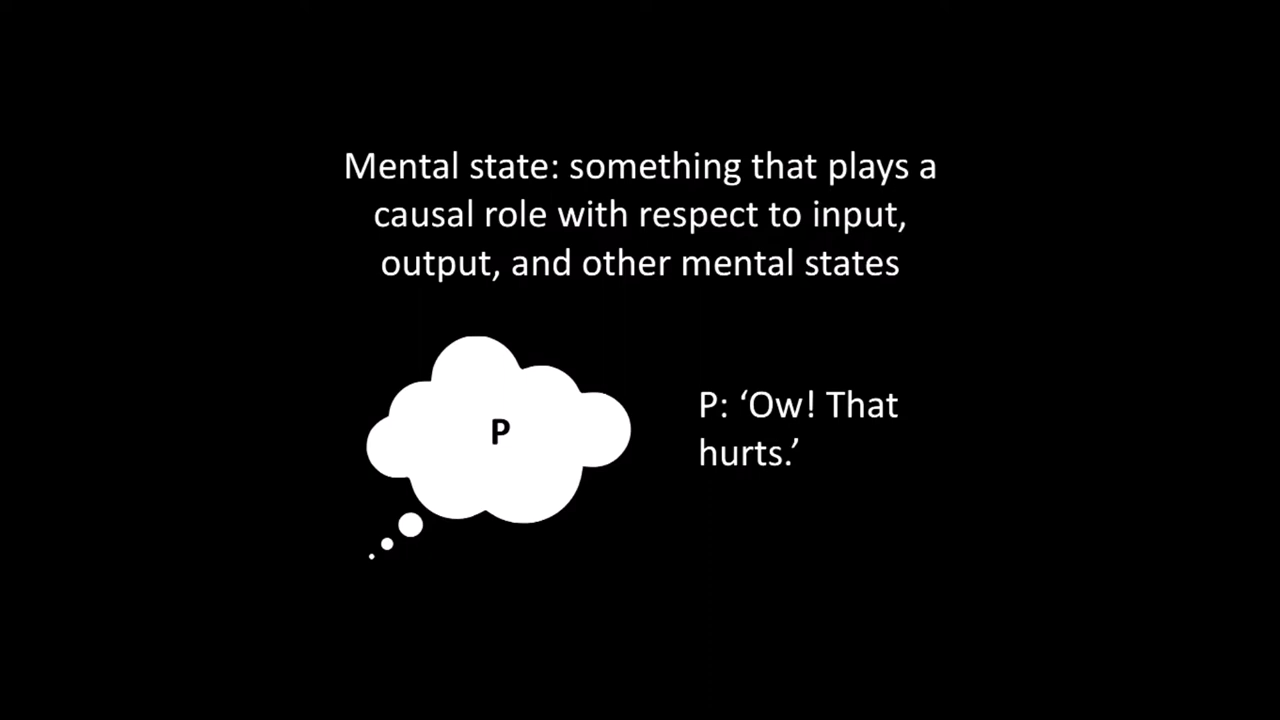 Mental state: something that plays a
causal role with respect to input,
output, and other mental states
P
P: ‘Ow! That
hurts.’